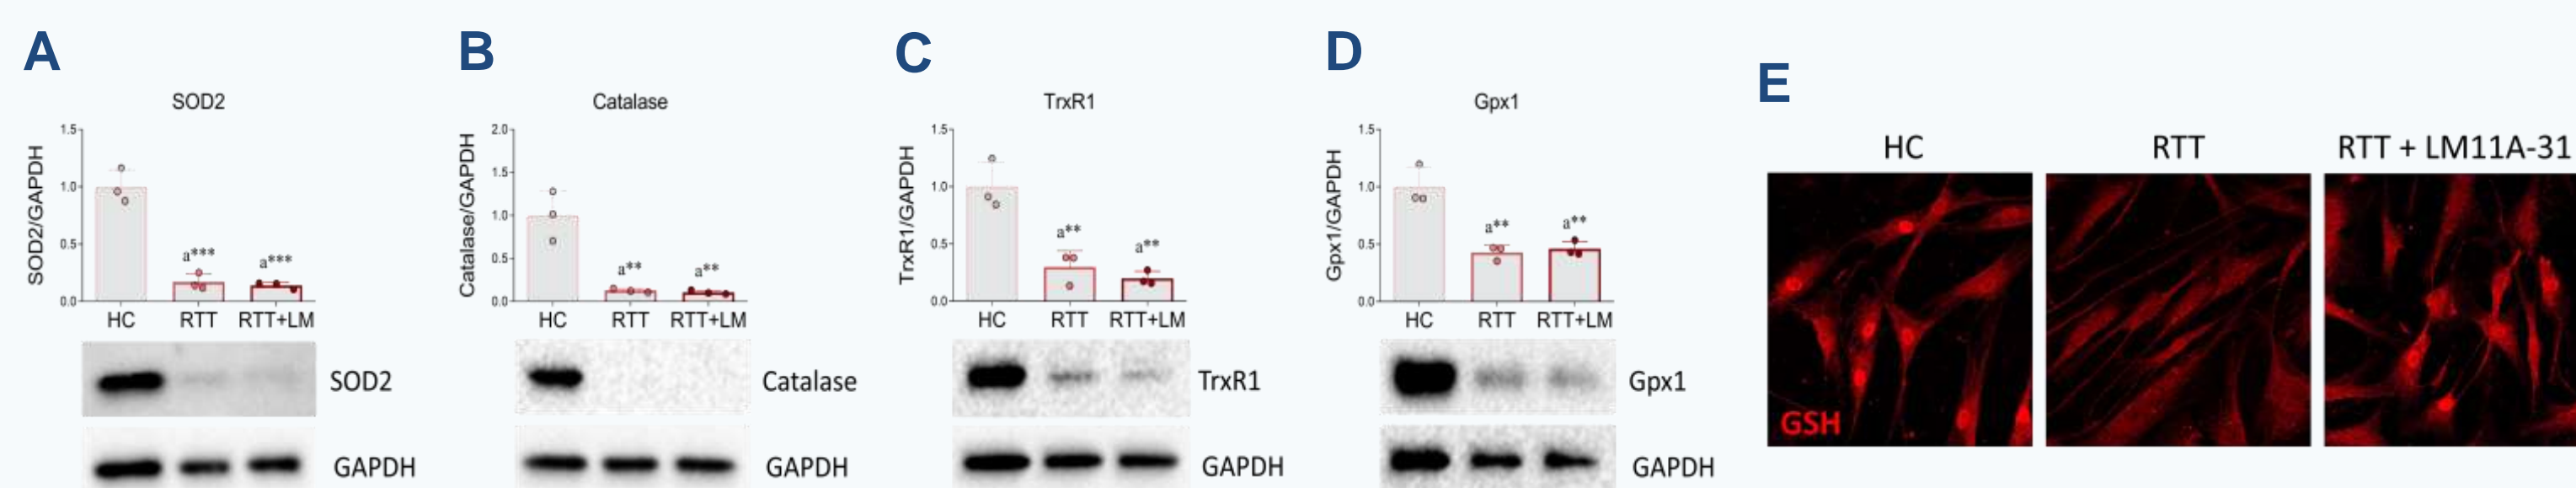 A
SOD2
SOD2/GAPDH
1.5
1.0
0.5
0.0
a***
a***
HC RTT RTT+LM
SOD2
GAPDH
B
Catalase
Catalase/GAPDH
2.0
1.5
1.0
0.5
0.0
a**
a**
HC RTT RTT+LM
Catalase
GAPDH
C
TrxR1
TrxR1/GAPDH
1.5
1.0
0.5
0.0
a**
a**
HC RTT RTT+LM
TrxR1
GAPDH
D
Gpx1
Gpx1/GAPDH
1.5
1.0
0.5
0.0
a**
a**
HC RTT RTT+LM
Gpx1
GAPDH
E
HC RTT RTT + LM11A-31
GSH